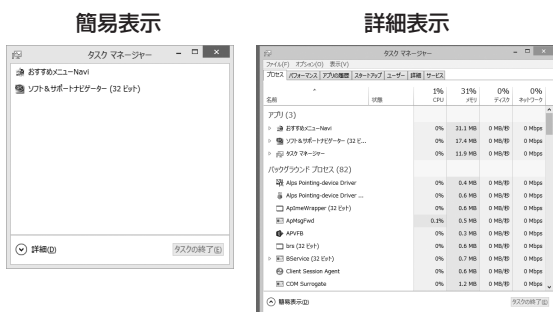 簡易表示
タスク マネージャー
おすすめメニューNavi
ソフト&サポートナビゲーター (32 ビット)
詳細(D)
タスクの終了(E)
詳細表示
タスク マネージャー
ファイル(F) オプション(O) 表示(V)
プロセス パフォーマンス アプリの履歴 スタートアップ ユーザー 詳細 サービス
1% 31% 0% 0%
名前 状態 CPU メモリ ディスク ネットワーク
アプリ (3)
おすすめメニューNavi 0% 31.1 MB 0 MB/秒 0 Mbps
ソフト&サポートナビゲーター (32 ビ... 0% 17.4 MB 0 MB/秒 0 Mbps
タスク マネージャー 0% 11.9 MB 0 MB/秒 0 Mbps
バックグラウンド プロセス (82)
Alps Pointing-device Driver 0% 0.4 MB 0 MB/秒 0 Mbps
Alps Pointing-device Driver ... 0% 0.6 MB 0 MB/秒 0 Mbps
ApImeWrapper (32 ビット) 0% 0.6 MB 0 MB/秒 0 Mbps
ApMsgFwd 0.1% 0.5 MB 0 MB/秒 0 Mbps
APVFB 0% 0.3 MB 0 MB/秒 0 Mbps
brs (32 ビット) 0% 0.6 MB 0 MB/秒 0 Mbps
BService (32 ビット) 0% 0.7 MB 0 MB/秒 0 Mbps
Client Session Agent 0% 0.6 MB 0 MB/秒 0 Mbps
COM Surrogate 0% 1.2 MB 0 MB/秒 0 Mbps
簡易表示(D)
タスクの終了(E)